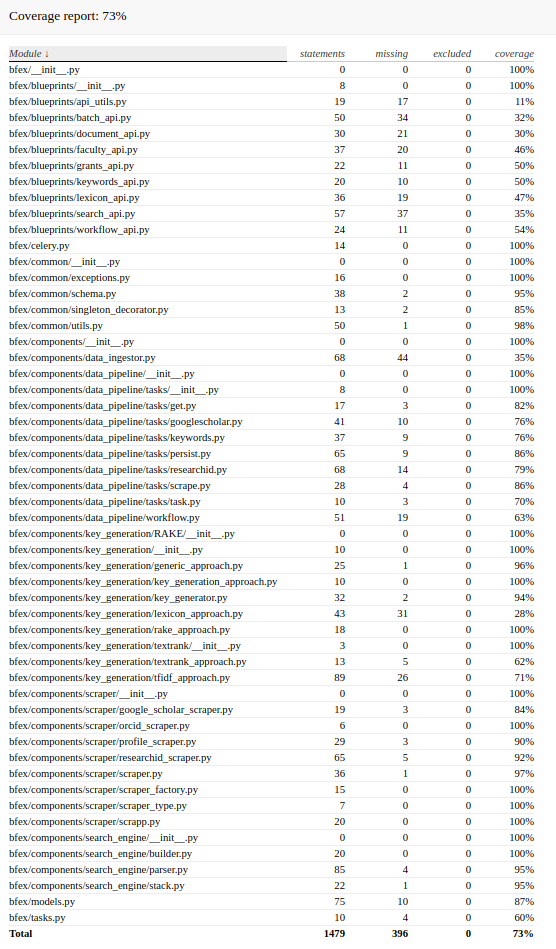 Coverage report: 73%
Module ↓ statements missing excluded coverage
bfex/__init__.py 0 0 0 100%
bfex/blueprints/__init__.py 8 0 0 100%
bfex/blueprints/api_utils.py 19 17 0 11%
bfex/blueprints/batch_api.py 50 34 0 32%
bfex/blueprints/document_api.py 30 21 0 30%
bfex/blueprints/faculty_api.py 37 20 0 46%
bfex/blueprints/grants_api.py 22 11 0 50%
bfex/blueprints/keywords_api.py 20 10 0 50%
bfex/blueprints/lexicon_api.py 36 19 0 47%
bfex/blueprints/search_api.py 57 37 0 35%
bfex/blueprints/workflow_api.py 24 11 0 54%
bfex/celery.py 14 0 0 100%
bfex/common/__init__.py 0 0 0 100%
bfex/common/exceptions.py 16 0 0 100%
bfex/common/schema.py 38 2 0 95%
bfex/common/singleton_decorator.py 13 2 0 85%
bfex/common/utils.py 50 1 0 98%
bfex/components/__init__.py 0 0 0 100%
bfex/components/data_ingestor.py 68 44 0 35%
bfex/components/data_pipeline/__init__.py 0 0 0 100%
bfex/components/data_pipeline/tasks/__init__.py 8 0 0 100%
bfex/components/data_pipeline/tasks/get.py 17 3 0 82%
bfex/components/data_pipeline/tasks/googlescholar.py 41 10 0 76%
bfex/components/data_pipeline/tasks/keywords.py 37 9 0 76%
bfex/components/data_pipeline/tasks/persist.py 65 9 0 86%
bfex/components/data_pipeline/tasks/researchid.py 68 14 0 79%
bfex/components/data_pipeline/tasks/scrape.py 28 4 0 86%
bfex/components/data_pipeline/tasks/task.py 10 3 0 70%
bfex/components/data_pipeline/workflow.py 51 19 0 63%
bfex/components/key_generation/RAKE/__init__.py 0 0 0 100%
bfex/components/key_generation/__init__.py 10 0 0 100%
bfex/components/key_generation/generic_approach.py 25 1 0 96%
bfex/components/key_generation/key_generation_approach.py 10 0 0 100%
bfex/components/key_generation/key_generator.py 32 2 0 94%
bfex/components/key_generation/lexicon_approach.py 43 31 0 28%
bfex/components/key_generation/rake_approach.py 18 0 0 100%
bfex/components/key_generation/textrank/__init__.py 3 0 0 100%
bfex/components/key_generation/textrank_approach.py 13 5 0 62%
bfex/components/key_generation/tfidf_approach.py 89 26 0 71%
bfex/components/scraper/__init__.py 0 0 0 100%
bfex/components/scraper/google_scholar_scraper.py 19 3 0 84%
bfex/components/scraper/orcid_scraper.py 6 0 0 100%
bfex/components/scraper/profile_scraper.py 29 3 0 90%
bfex/components/scraper/researchid_scraper.py 65 5 0 92%
bfex/components/scraper/scraper.py 36 1 0 97%
bfex/components/scraper/scraper_factory.py 15 0 0 100%
bfex/components/scraper/scraper_type.py 7 0 0 100%
bfex/components/scraper/scrapp.py 20 0 0 100%
bfex/components/search_engine/__init__.py 0 0 0 100%
bfex/components/search_engine/builder.py 20 0 0 100%
bfex/components/search_engine/parser.py 85 4 0 95%
bfex/components/search_engine/stack.py 22 1 0 95%
bfex/models.py 75 10 0 87%
bfex/tasks.py 10 4 0 60%
Total 1479 396 0 73%